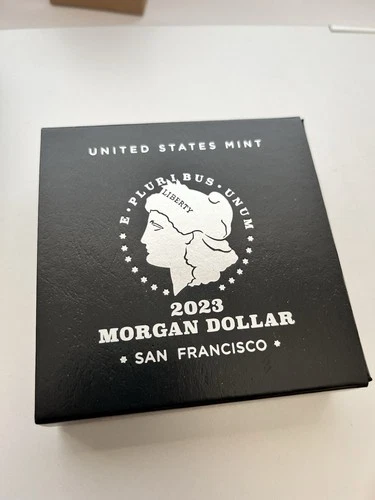 UNITED STATES MINT
E·PLURIBUS·UNUM
LIBERTY
2023
MORGAN DOLLAR
* SAN FRANCISCO *